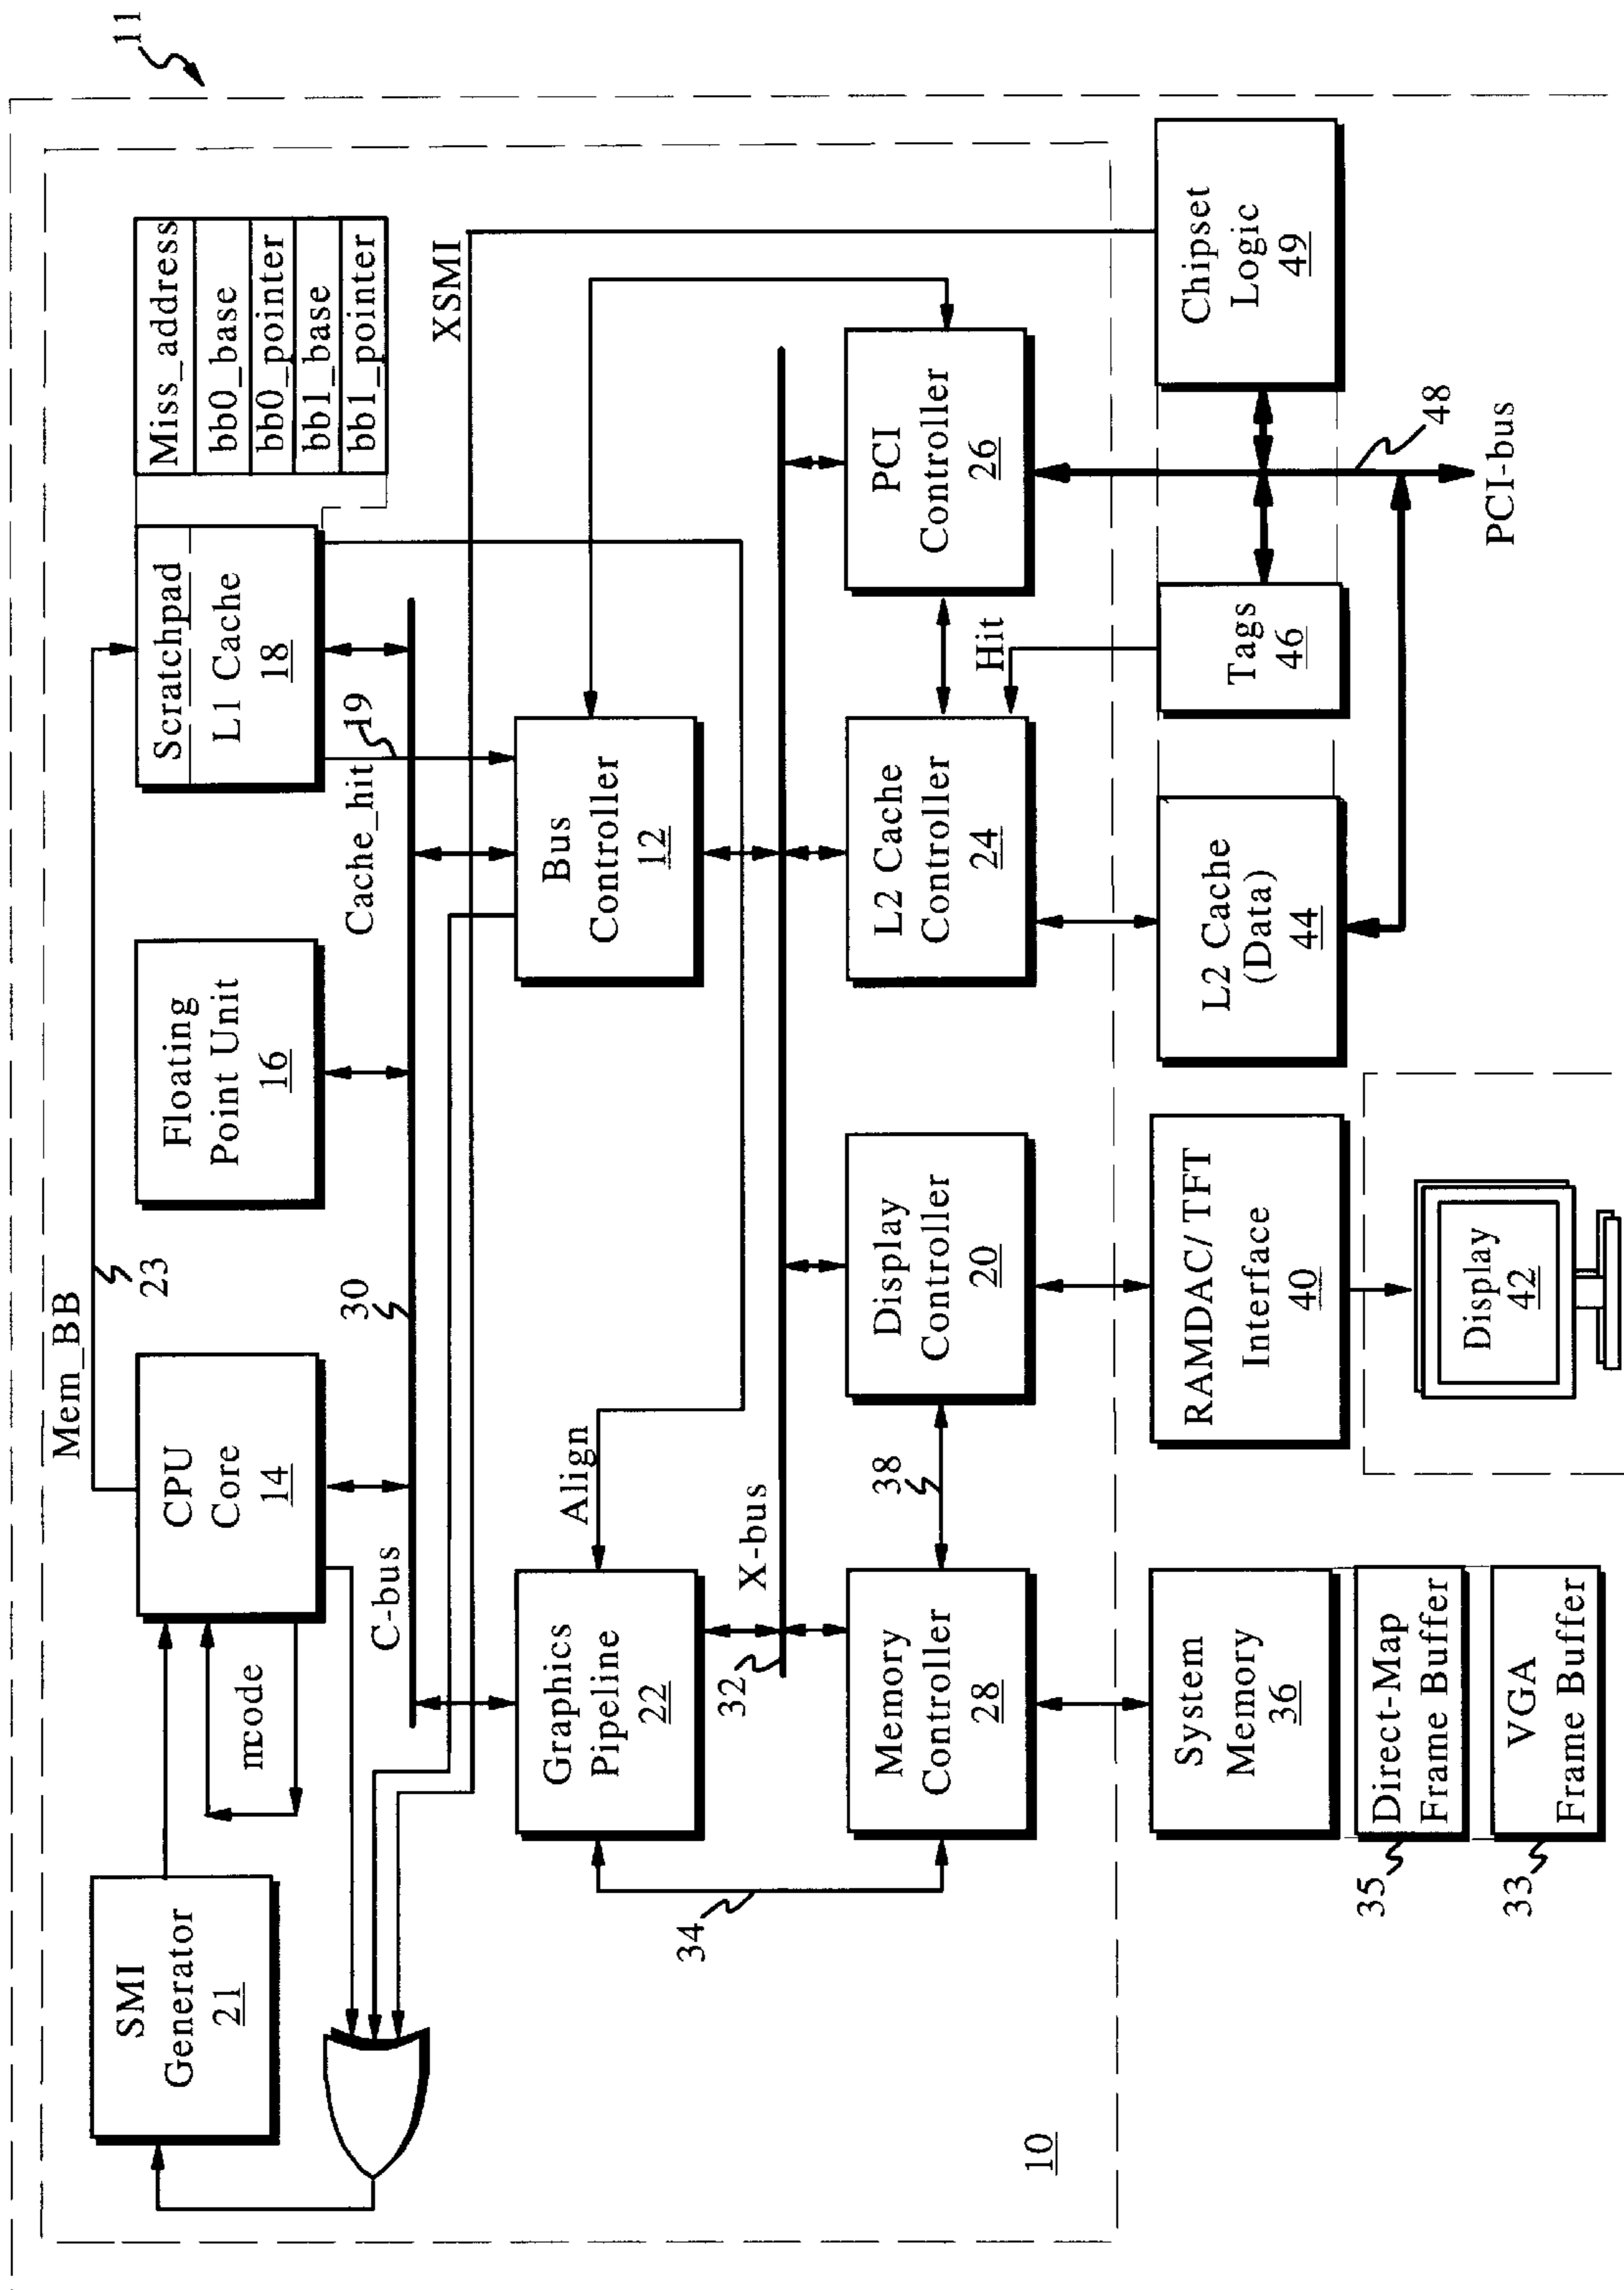 11
SMI
Generator
21
mcode
CPU
Core
14
Mem_BB
23
Floating
Point Unit
16
Scratchpad
L1 Cache
18
Miss_address
bb0_base
bb0_pointer
bb1_base
bb1_pointer
C-bus
30
Cache_hit
19
XSMI
Graphics
Pipeline
22
Align
Bus
Controller
12
34
32
X-bus
Memory
Controller
28
38
Display
Controller
20
L2 Cache
Controller
24
Hit
PCI
Controller
26
10
System
Memory
36
RAMDAC/TFT
Interface
40
L2 Cache
(Data)
44
Tags
46
Chipset
Logic
49
35
Direct-Map
Frame Buffer
33
VGA
Frame Buffer
Display
42
48
PCI-bus